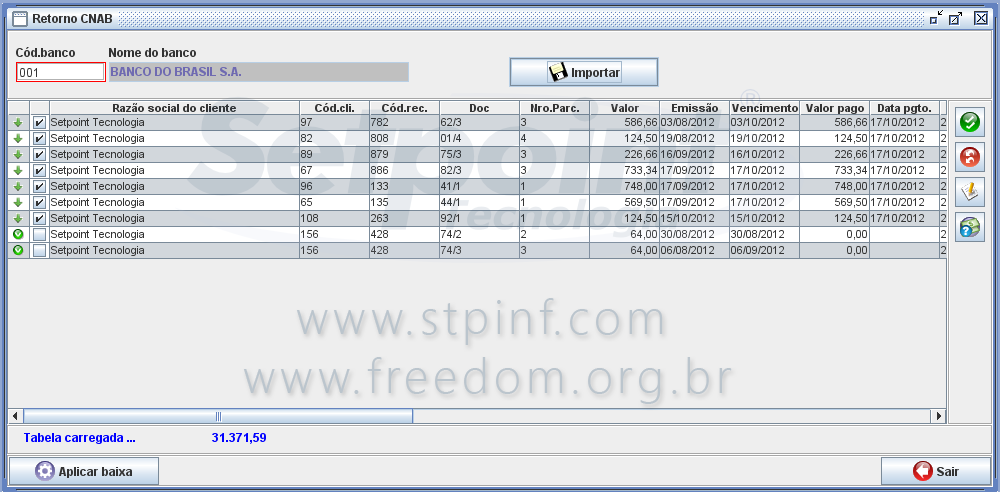 Retorno CNAB
Cód.banco Nome do banco
001 BANCO DO BRASIL S.A.
Importar
Razão social do cliente Cód.cli. Cód.rec. Doc Nro.Parc. Valor Emissão Vencimento Valor pago Data pgto.
Setpoint Tecnologia 97 782 62/3 3 586,66 03/08/2012 03/10/2012 586,66 17/10/2012 2
Setpoint Tecnologia 82 808 01/4 4 124,50 19/08/2012 19/10/2012 124,50 17/10/2012 2
Setpoint Tecnologia 89 879 75/3 3 226,66 16/09/2012 16/10/2012 226,66 17/10/2012 2
Setpoint Tecnologia 67 886 82/3 3 733,34 17/09/2012 17/10/2012 733,34 17/10/2012 2
Setpoint Tecnologia 96 133 41/1 1 748,00 17/09/2012 17/10/2012 748,00 17/10/2012 2
Setpoint Tecnologia 65 135 44/1 1 569,50 17/09/2012 17/10/2012 569,50 17/10/2012 2
Setpoint Tecnologia 108 263 92/1 1 124,50 15/10/2012 15/10/2012 124,50 17/10/2012 2
Setpoint Tecnologia 156 428 74/2 2 64,00 30/08/2012 30/08/2012 0,00 2
Setpoint Tecnologia 156 428 74/3 3 64,00 06/08/2012 06/09/2012 0,00 2
Setpoint ®
Tecnologia
www.stpinf.com
www.freedom.org.br
Tabela carregada ... 31.371,59
Aplicar baixa Sair